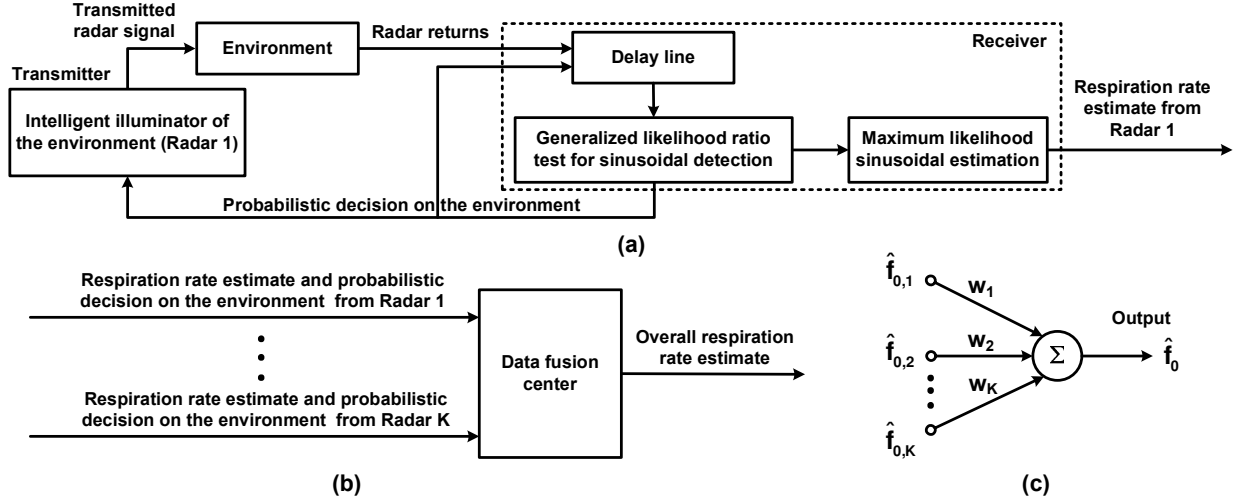 Transmitted
radar signal
Transmitter
Intelligent illuminator of
the environment (Radar 1)
Environment
Radar returns
Receiver
Delay line
Generalized likelihood ratio
test for sinusoidal detection
Maximum likelihood
sinusoidal estimation
Respiration rate
estimate from
Radar 1
Probabilistic decision on the environment
(a)
Respiration rate estimate and probabilistic
decision on the environment from Radar 1
Respiration rate estimate and probabilistic
decision on the environment from Radar K
Data fusion
center
Overall respiration
rate estimate
(b)
f̂0,1
w1
f̂0,2
w2
wK
f̂0,K
Σ
Output
f̂0
(c)